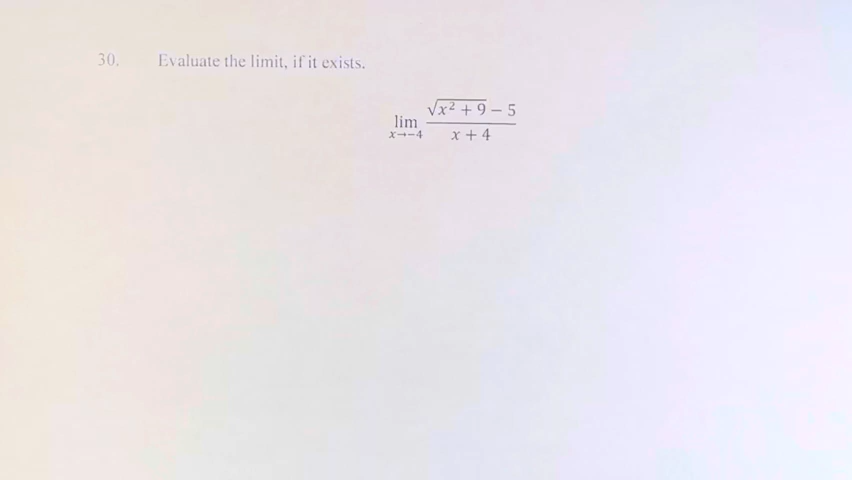 30. Evaluate the limit, if it exists.
lim x→−4 (√(x² + 9) − 5)/(x + 4)